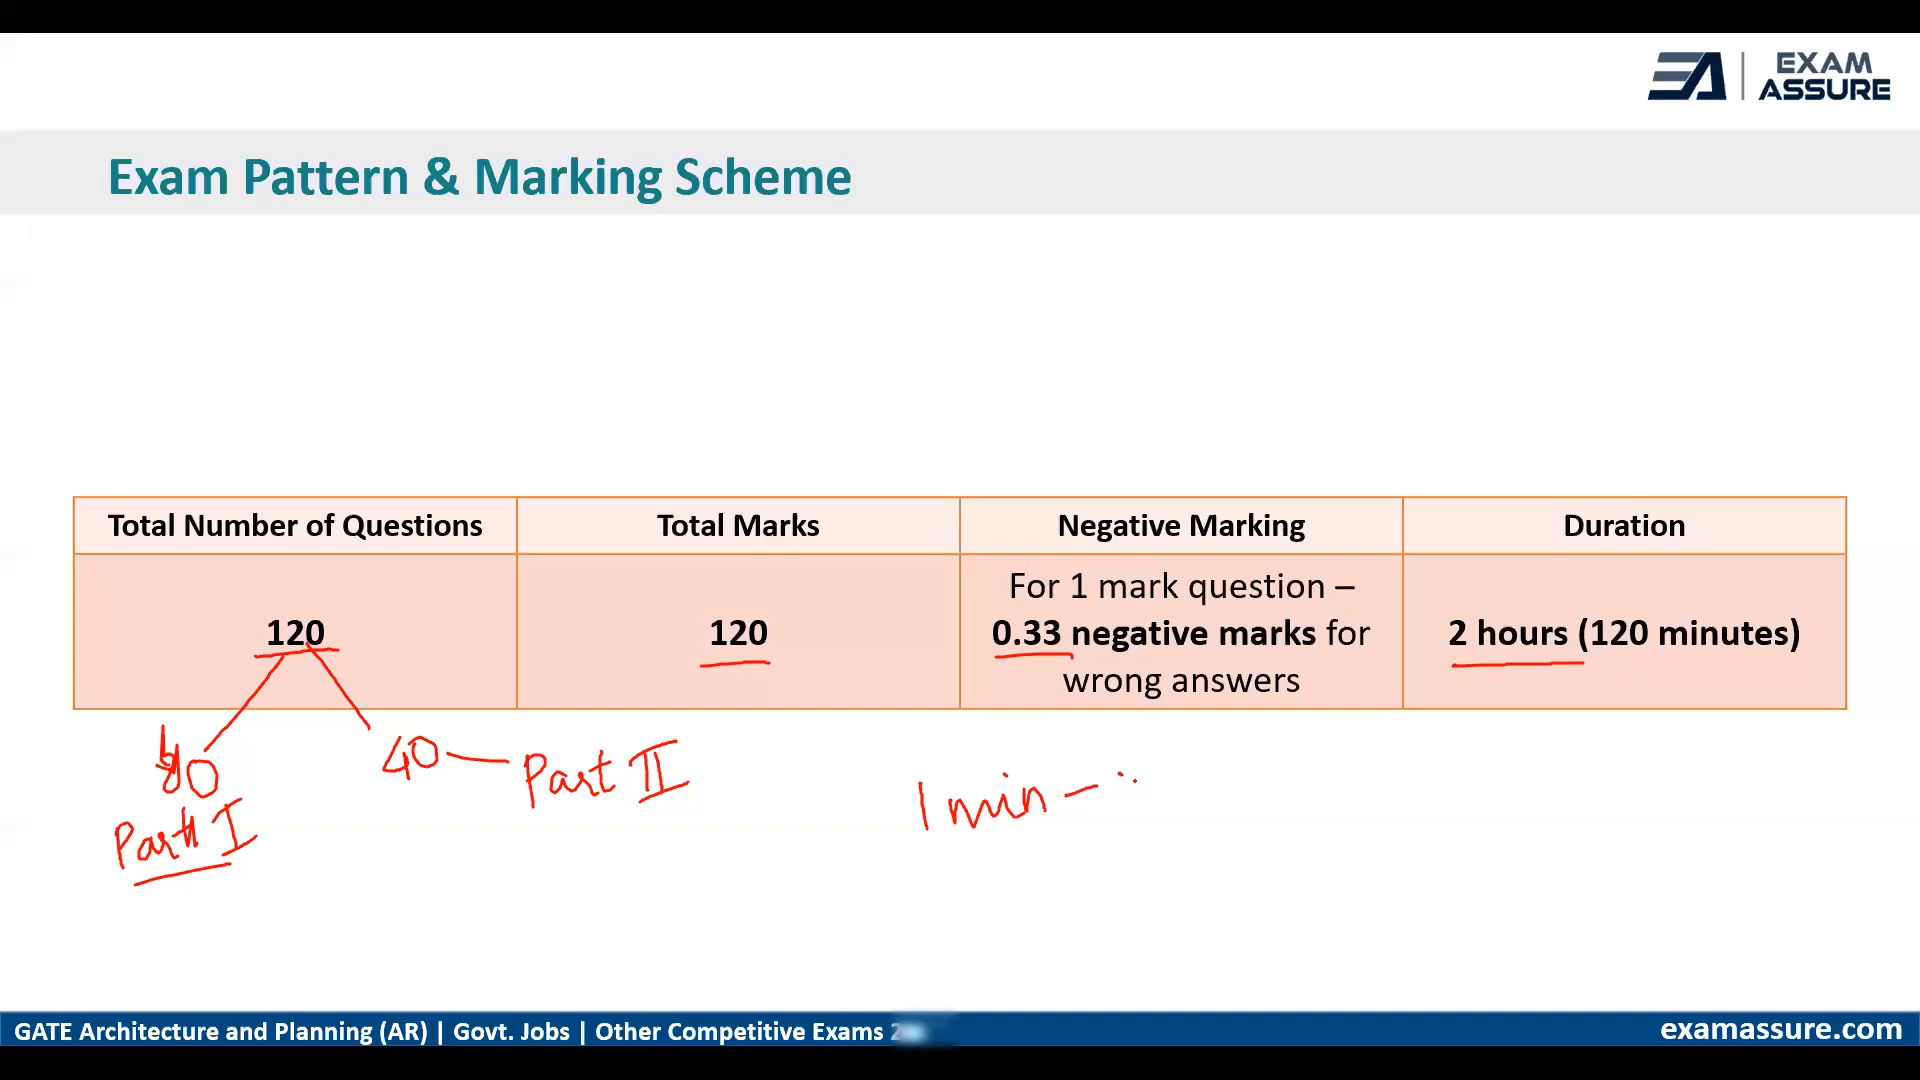 EXAM
ASSURE
Exam Pattern & Marking Scheme
Total Number of Questions Total Marks Negative Marking Duration
120 120 For 1 mark question –
0.33 negative marks for
wrong answers 2 hours (120 minutes)
40 Part II
Part I
1 min –
GATE Architecture and Planning (AR) | Govt. Jobs | Other Competitive Exams
examassure.com